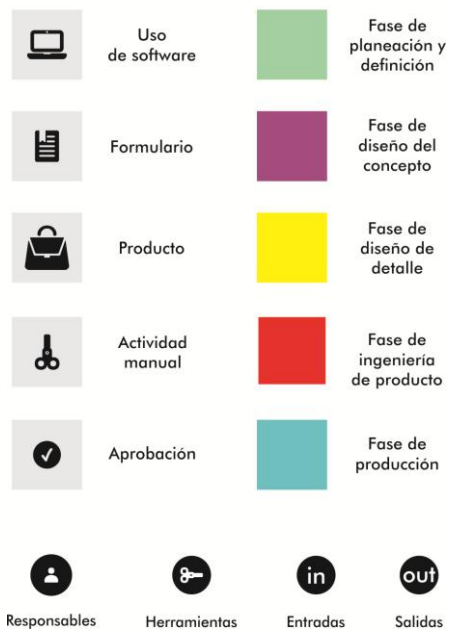 Uso
de software
Fase de
planeación y
definición
Formulario
Fase de
diseño del
concepto
Producto
Fase de
diseño de
detalle
Actividad
manual
Fase de
ingeniería
de producto
Aprobación
Fase de
producción
in
out
Responsables
Herramientas
Entradas
Salidas